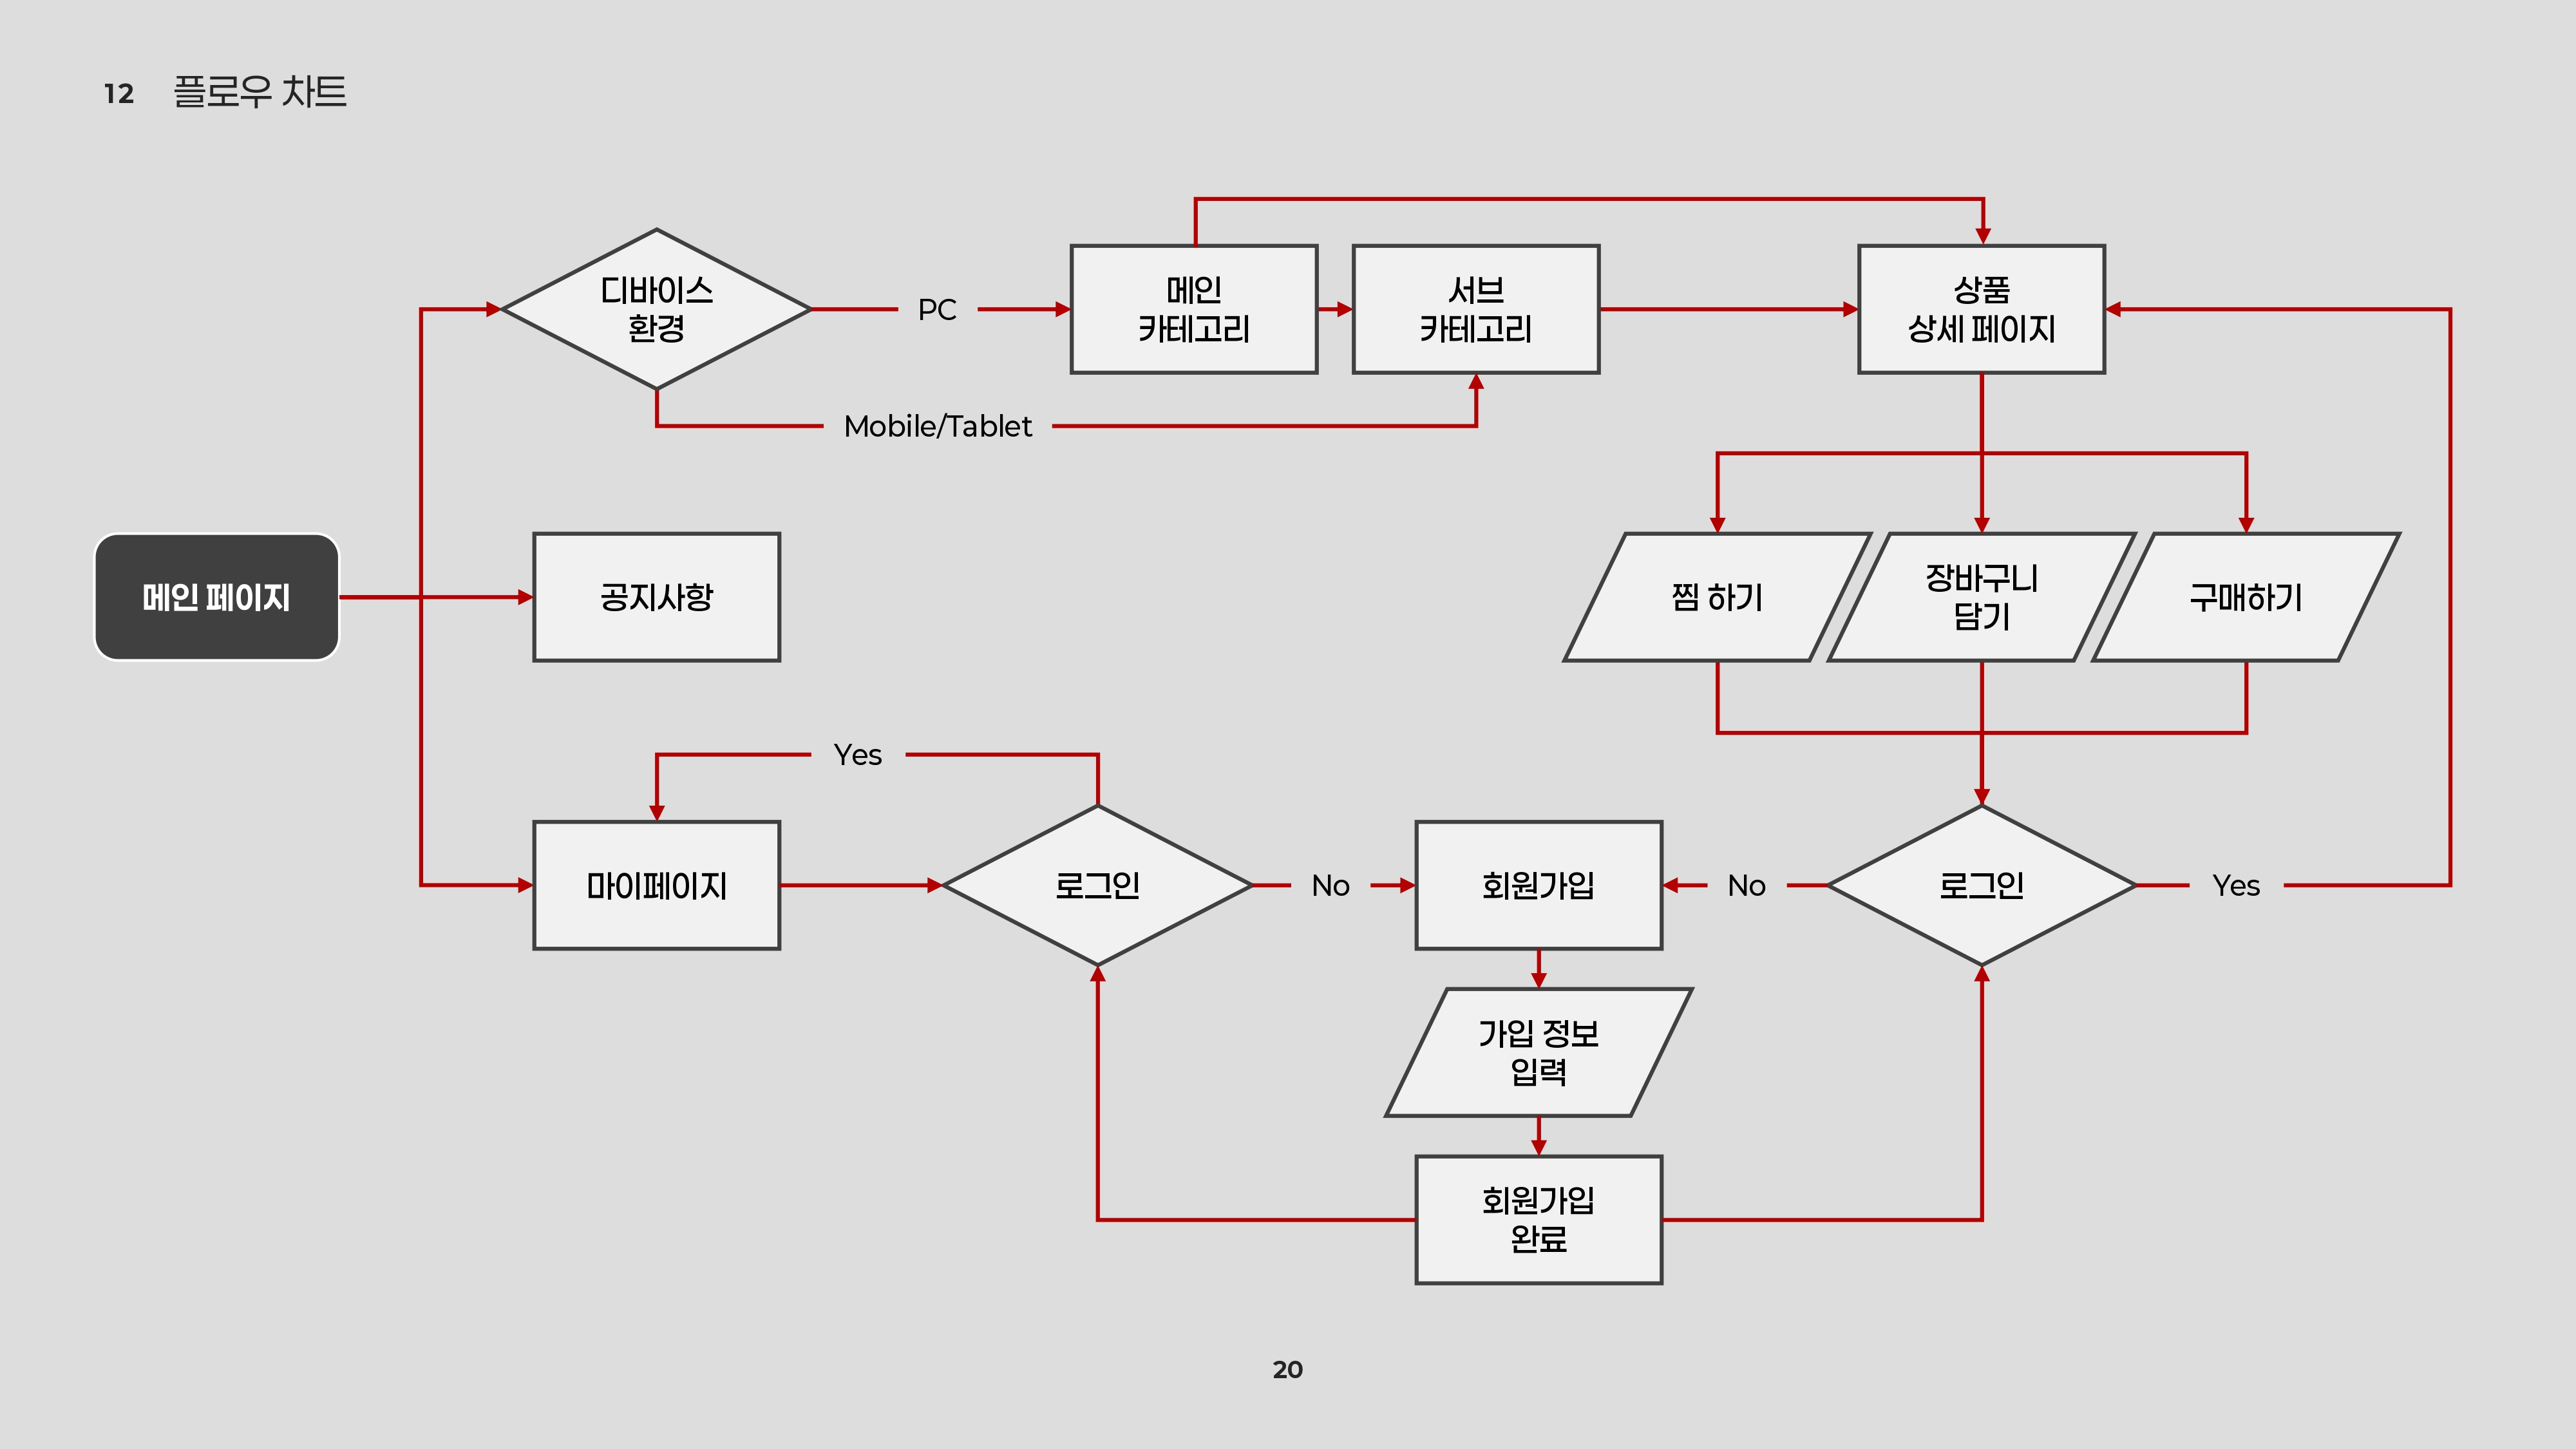 12 플로우 차트
디바이스
환경
PC
메인
카테고리
서브
카테고리
상품
상세 페이지
Mobile/Tablet
메인 페이지
공지사항
찜 하기
장바구니
담기
구매하기
Yes
마이페이지
로그인
No
회원가입
No
로그인
Yes
가입 정보
입력
회원가입
완료
20